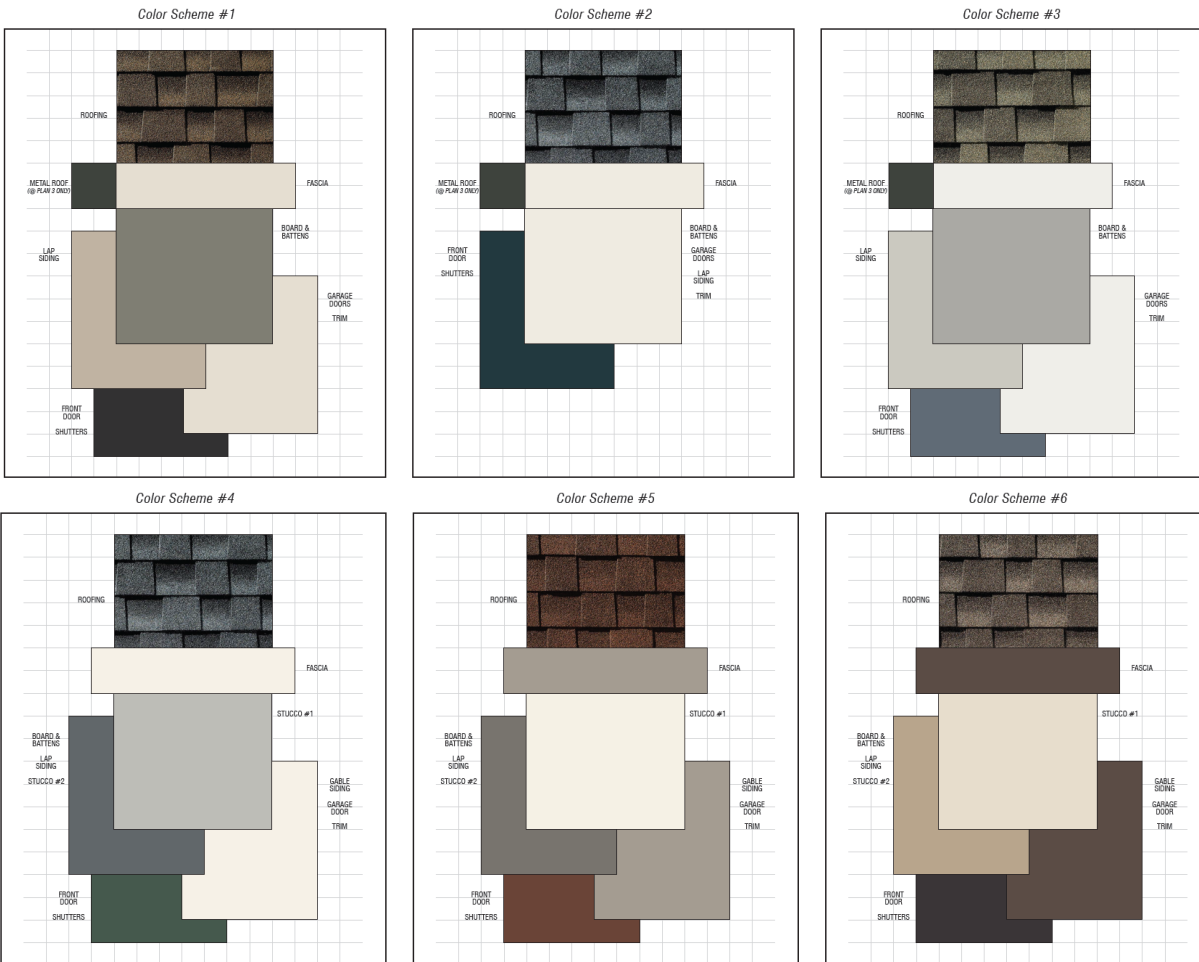 Color Scheme #1
ROOFING
METAL ROOF
(@ PLAN 3 ONLY)
FASCIA
BOARD &
BATTENS
LAP
SIDING
GARAGE
DOORS
TRIM
FRONT
DOOR
SHUTTERS
Color Scheme #2
ROOFING
METAL ROOF
(@ PLAN 3 ONLY)
FASCIA
BOARD &
BATTENS
GARAGE
DOORS
LAP
SIDING
TRIM
FRONT
DOOR
SHUTTERS
Color Scheme #3
ROOFING
METAL ROOF
(@ PLAN 3 ONLY)
FASCIA
BOARD &
BATTENS
LAP
SIDING
GARAGE
DOORS
TRIM
FRONT
DOOR
SHUTTERS
Color Scheme #4
ROOFING
FASCIA
STUCCO #1
BOARD &
BATTENS
LAP
SIDING
STUCCO #2
GABLE
SIDING
GARAGE
DOOR
TRIM
FRONT
DOOR
SHUTTERS
Color Scheme #5
ROOFING
FASCIA
STUCCO #1
BOARD &
BATTENS
LAP
SIDING
STUCCO #2
GABLE
SIDING
GARAGE
DOOR
TRIM
FRONT
DOOR
SHUTTERS
Color Scheme #6
ROOFING
FASCIA
STUCCO #1
BOARD &
BATTENS
LAP
SIDING
STUCCO #2
GABLE
SIDING
GARAGE
DOOR
TRIM
FRONT
DOOR
SHUTTERS